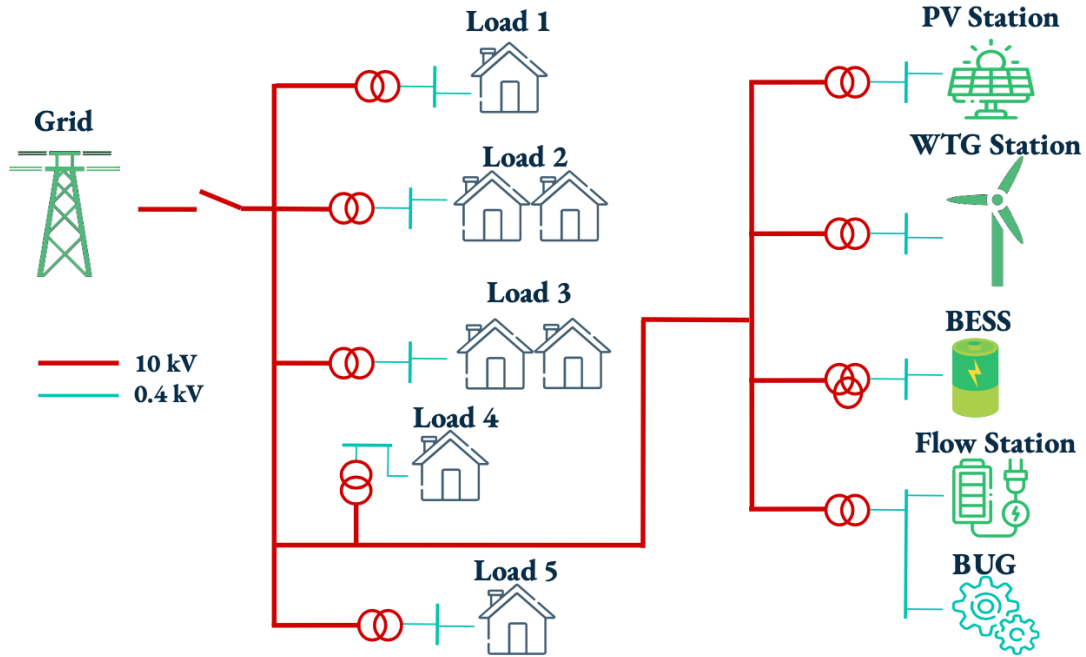 Grid
10 kV
0.4 kV
Load 1
Load 2
Load 3
Load 4
Load 5
PV Station
WTG Station
BESS
Flow Station
BUG